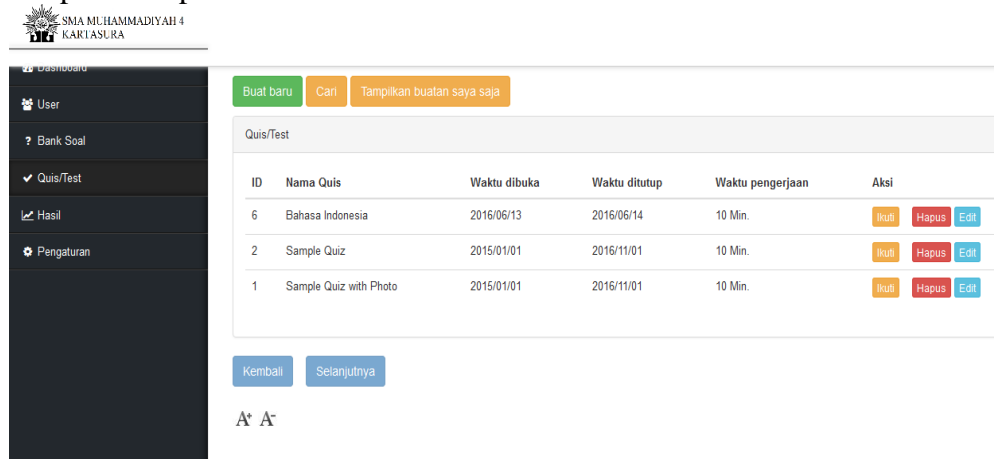 SMA MUHAMMADIYAH 4
KARTASURA
Dashboard
User
? Bank Soal
Quis/Test
Hasil
Pengaturan
Buat baru Cari Tampilkan buatan saya saja
Quis/Test
ID Nama Quis Waktu dibuka Waktu ditutup Waktu pengerjaan Aksi
6 Bahasa Indonesia 2016/06/13 2016/06/14 10 Min. Ikuti Hapus Edit
2 Sample Quiz 2015/01/01 2016/11/01 10 Min. Ikuti Hapus Edit
1 Sample Quiz with Photo 2015/01/01 2016/11/01 10 Min. Ikuti Hapus Edit
Kembali Selanjutnya
A+ A-